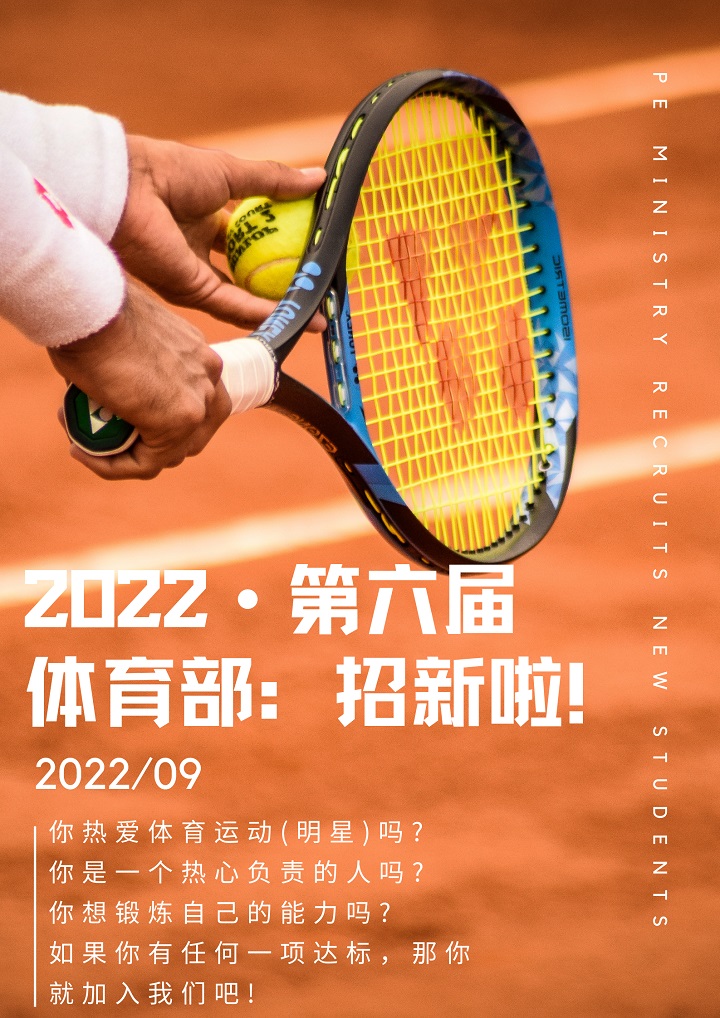 2022·第六届
体育部：招新啦!
2022/09
你热爱体育运动(明星)吗?
你是一个热心负责的人吗?
你想锻炼自己的能力吗?
如果你有任何一项达标，那你
就加入我们吧!
PE MINISTRY RECRUITS NEW STUDENTS
YONEX
ISOMETRIC